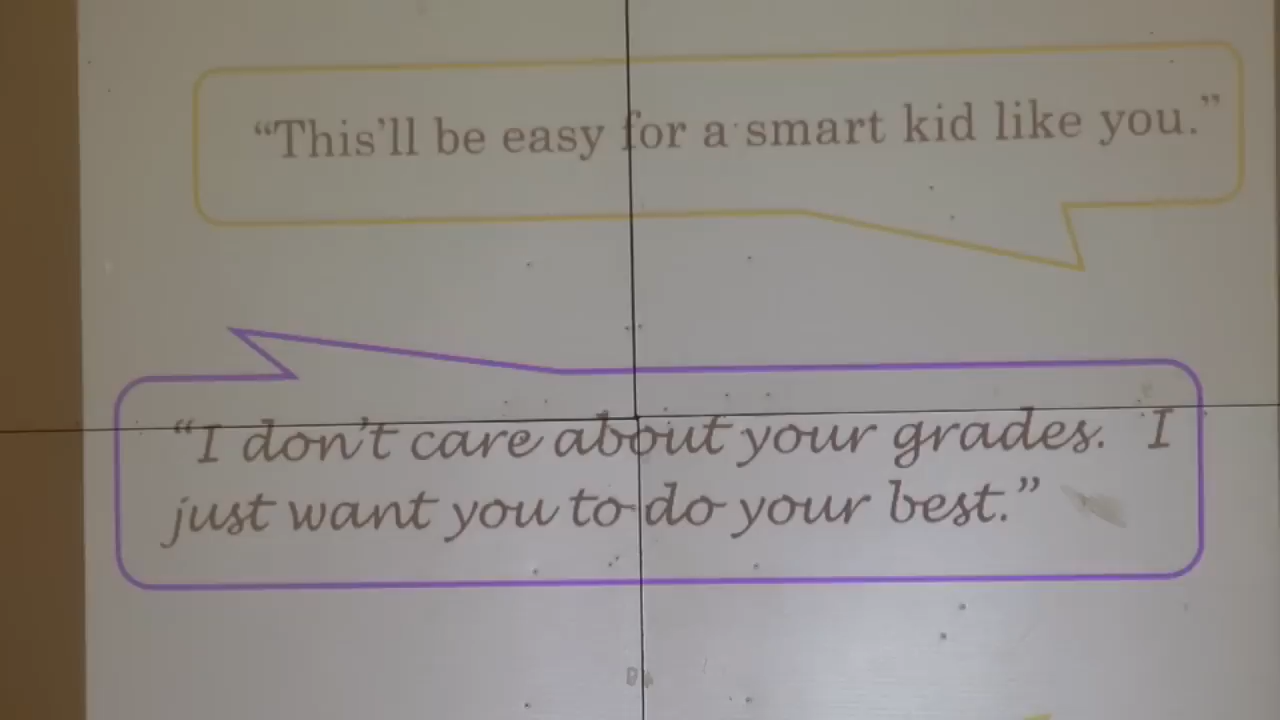 “This’ll be easy for a smart kid like you.”
“I don’t care about your grades. I
just want you to do your best.”